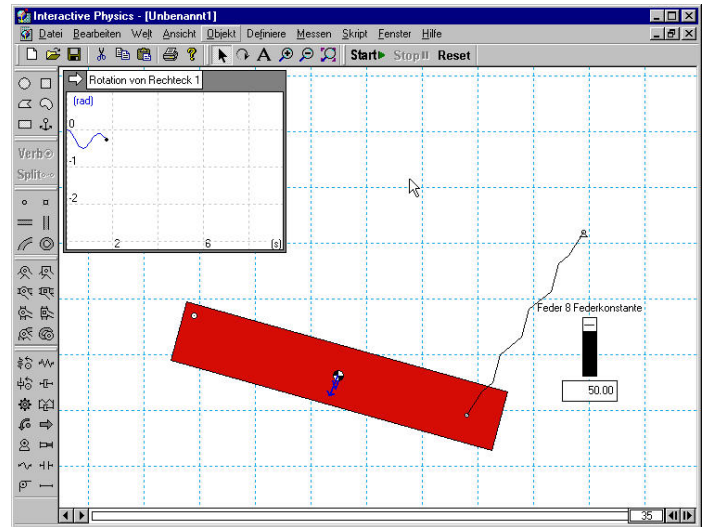 Interactive Physics - [Unbenannt1]
Datei Bearbeiten Welt Ansicht Objekt Definiere Messen Skript Fenster Hilfe
Start Stop Reset
Rotation von Rechteck 1
(rad)
0
-1
-2
2 6 (s)
Verb
Split
Feder 8 Federkonstante
50.00
35